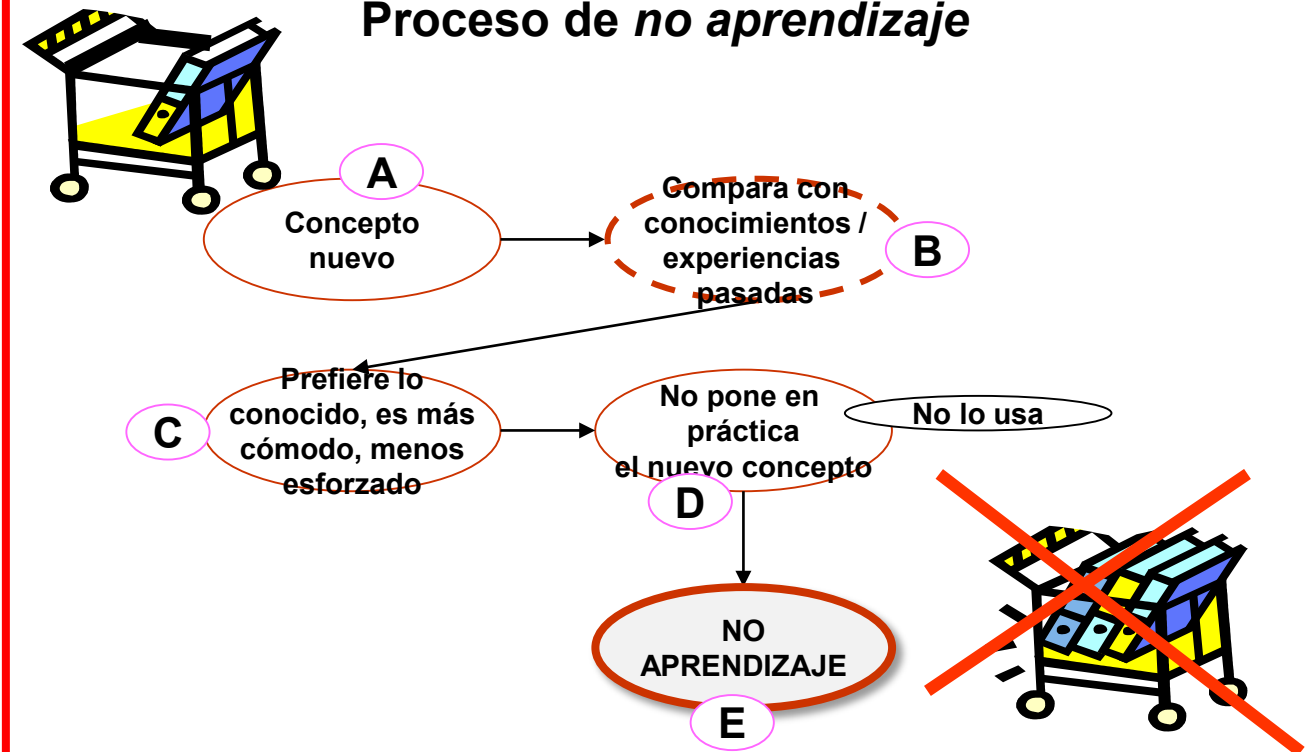 Proceso de no aprendizaje
A
Concepto
nuevo
Compara con
conocimientos /
experiencias
pasadas
B
C
Prefiere lo
conocido, es más
cómodo, menos
esforzado
No pone en
práctica
el nuevo concepto
No lo usa
D
NO
APRENDIZAJE
E